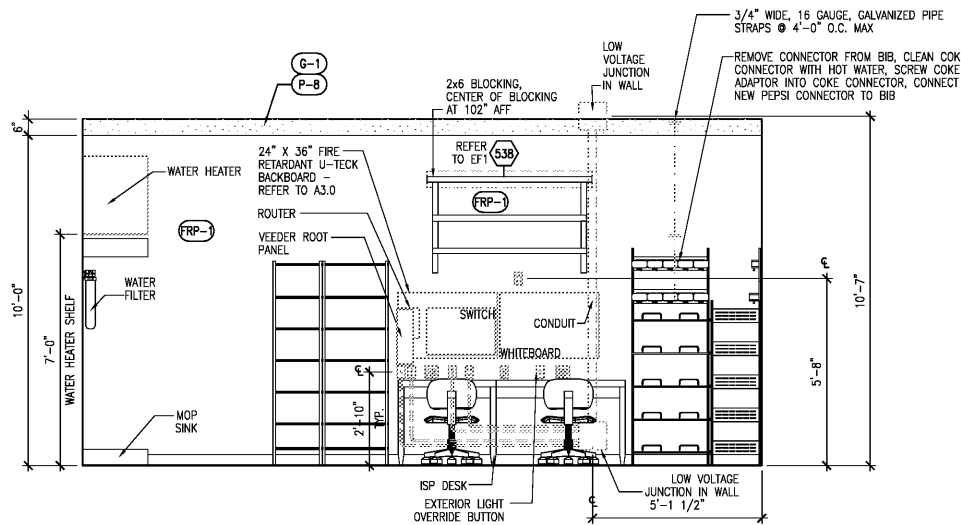 3/4" WIDE, 16 GAUGE, GALVANIZED PIPE
STRAPS @ 4'-0" O.C. MAX
LOW
VOLTAGE
JUNCTION
IN WALL
REMOVE CONNECTOR FROM BIB, CLEAN COK
CONNECTOR WITH HOT WATER, SCREW COKE
ADAPTOR INTO COKE CONNECTOR, CONNECT
NEW PEPSI CONNECTOR TO BIB
G-1
P-8
2x6 BLOCKING,
CENTER OF BLOCKING
AT 102" AFF
6"
REFER
TO EF1
538
24" X 36" FIRE
RETARDANT U-TECK
BACKBOARD -
REFER TO A3.0
WATER HEATER
FRP-1
FRP-1
ROUTER
VEEDER ROOT
PANEL
WATER
FILTER
10'-0"
7'-0"
WATER HEATER SHELF
SWITCH
CONDUIT
WHITEBOARD
10'-7"
5'-8"
2'-10"
TYP.
MOP
SINK
ISP DESK
EXTERIOR LIGHT
OVERRIDE BUTTON
LOW VOLTAGE
JUNCTION IN WALL
5'-1 1/2"